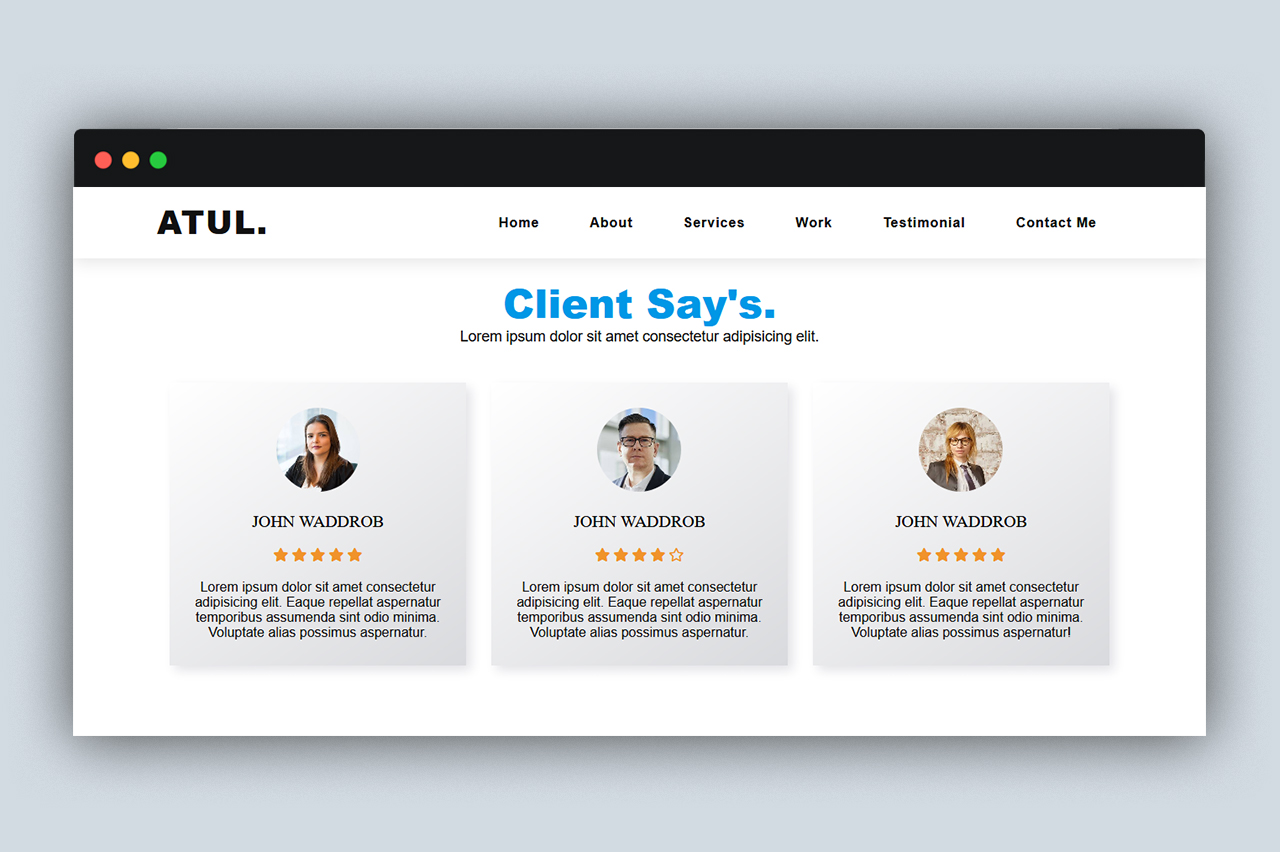 ATUL.
Home About Services Work Testimonial Contact Me
Client Say's.
Lorem ipsum dolor sit amet consectetur adipisicing elit.
JOHN WADDROB
Lorem ipsum dolor sit amet consectetur
adipisicing elit. Eaque repellat aspernatur
temporibus assumenda sint odio minima.
Voluptate alias possimus aspernatur.
JOHN WADDROB
Lorem ipsum dolor sit amet consectetur
adipisicing elit. Eaque repellat aspernatur
temporibus assumenda sint odio minima.
Voluptate alias possimus aspernatur.
JOHN WADDROB
Lorem ipsum dolor sit amet consectetur
adipisicing elit. Eaque repellat aspernatur
temporibus assumenda sint odio minima.
Voluptate alias possimus aspernatur!